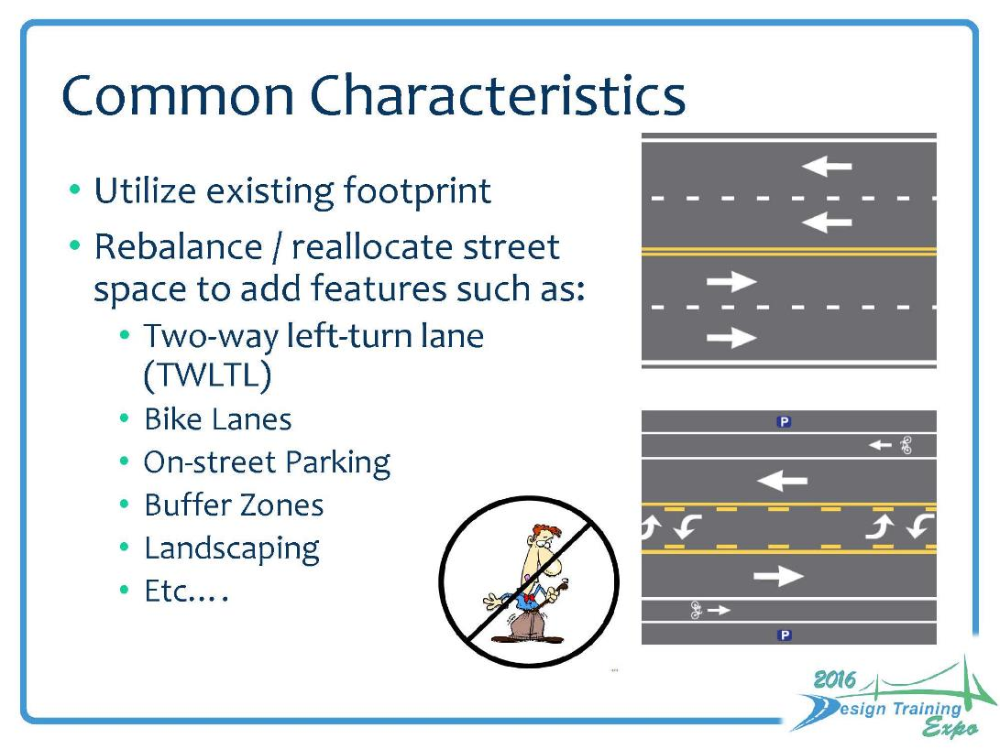 Common Characteristics
• Utilize existing footprint
• Rebalance / reallocate street
space to add features such as:
• Two-way left-turn lane
(TWLTL)
• Bike Lanes
• On-street Parking
• Buffer Zones
• Landscaping
• Etc....
P
P
2016
Design Training
Expo